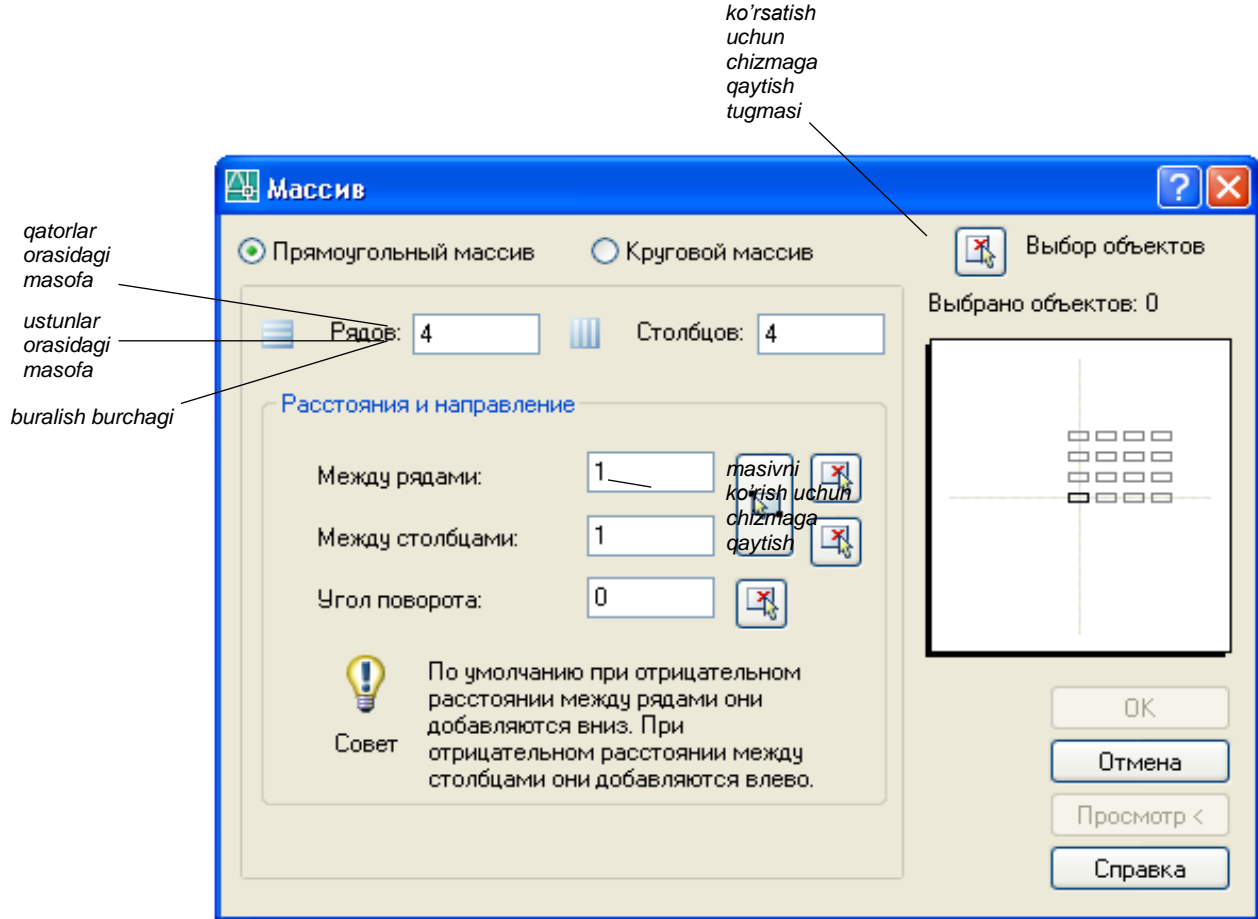 ko’rsatish
uchun
chizmaga
qaytish
tugmasi
Массив
qatorlar
orasidagi
masofa
ustunlar
orasidagi
masofa
buralish burchagi
Прямоугольный массив
Круговой массив
Выбор объектов
Выбрано объектов: 0
Рядов: 4
Столбцов: 4
Расстояния и направление
Между рядами: 1
masivni
ko’rish uchun
chizmaga
qaytish
Между столбцами: 1
Угол поворота: 0
Совет
По умолчанию при отрицательном
расстоянии между рядами они
добавляются вниз. При
отрицательном расстоянии между
столбцами они добавляются влево.
OK
Отмена
Просмотр <
Справка